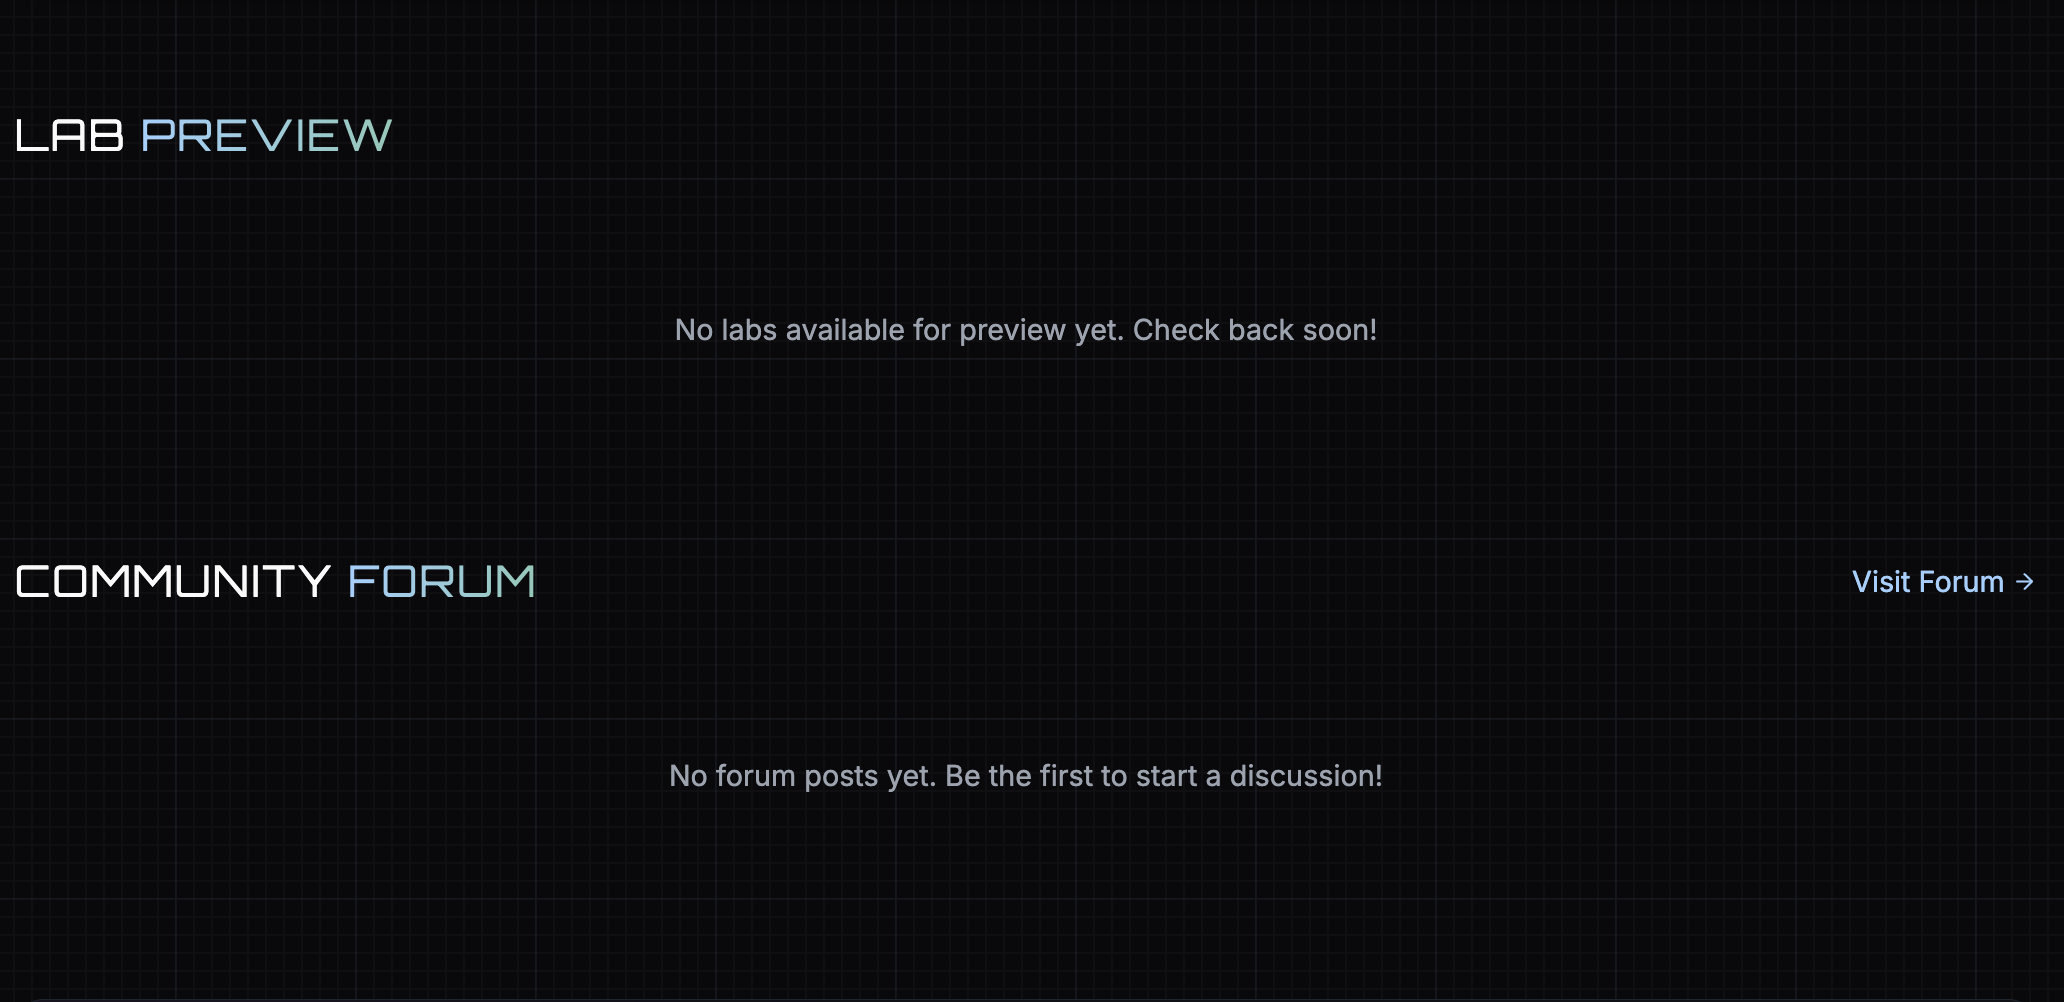 LAB PREVIEW
No labs available for preview yet. Check back soon!
COMMUNITY FORUM
Visit Forum →
No forum posts yet. Be the first to start a discussion!